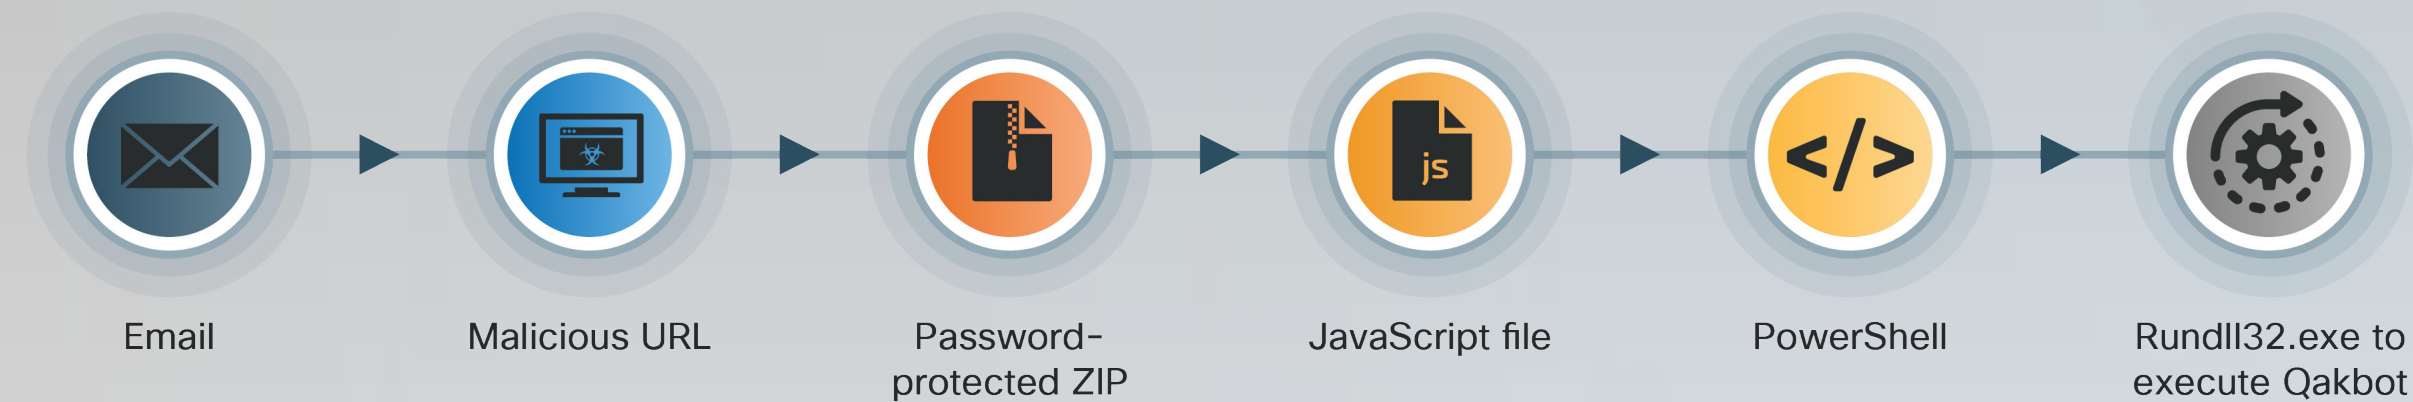 js
</>
Email
Malicious URL
Password-
protected ZIP
JavaScript file
PowerShell
Rundll32.exe to
execute Qakbot